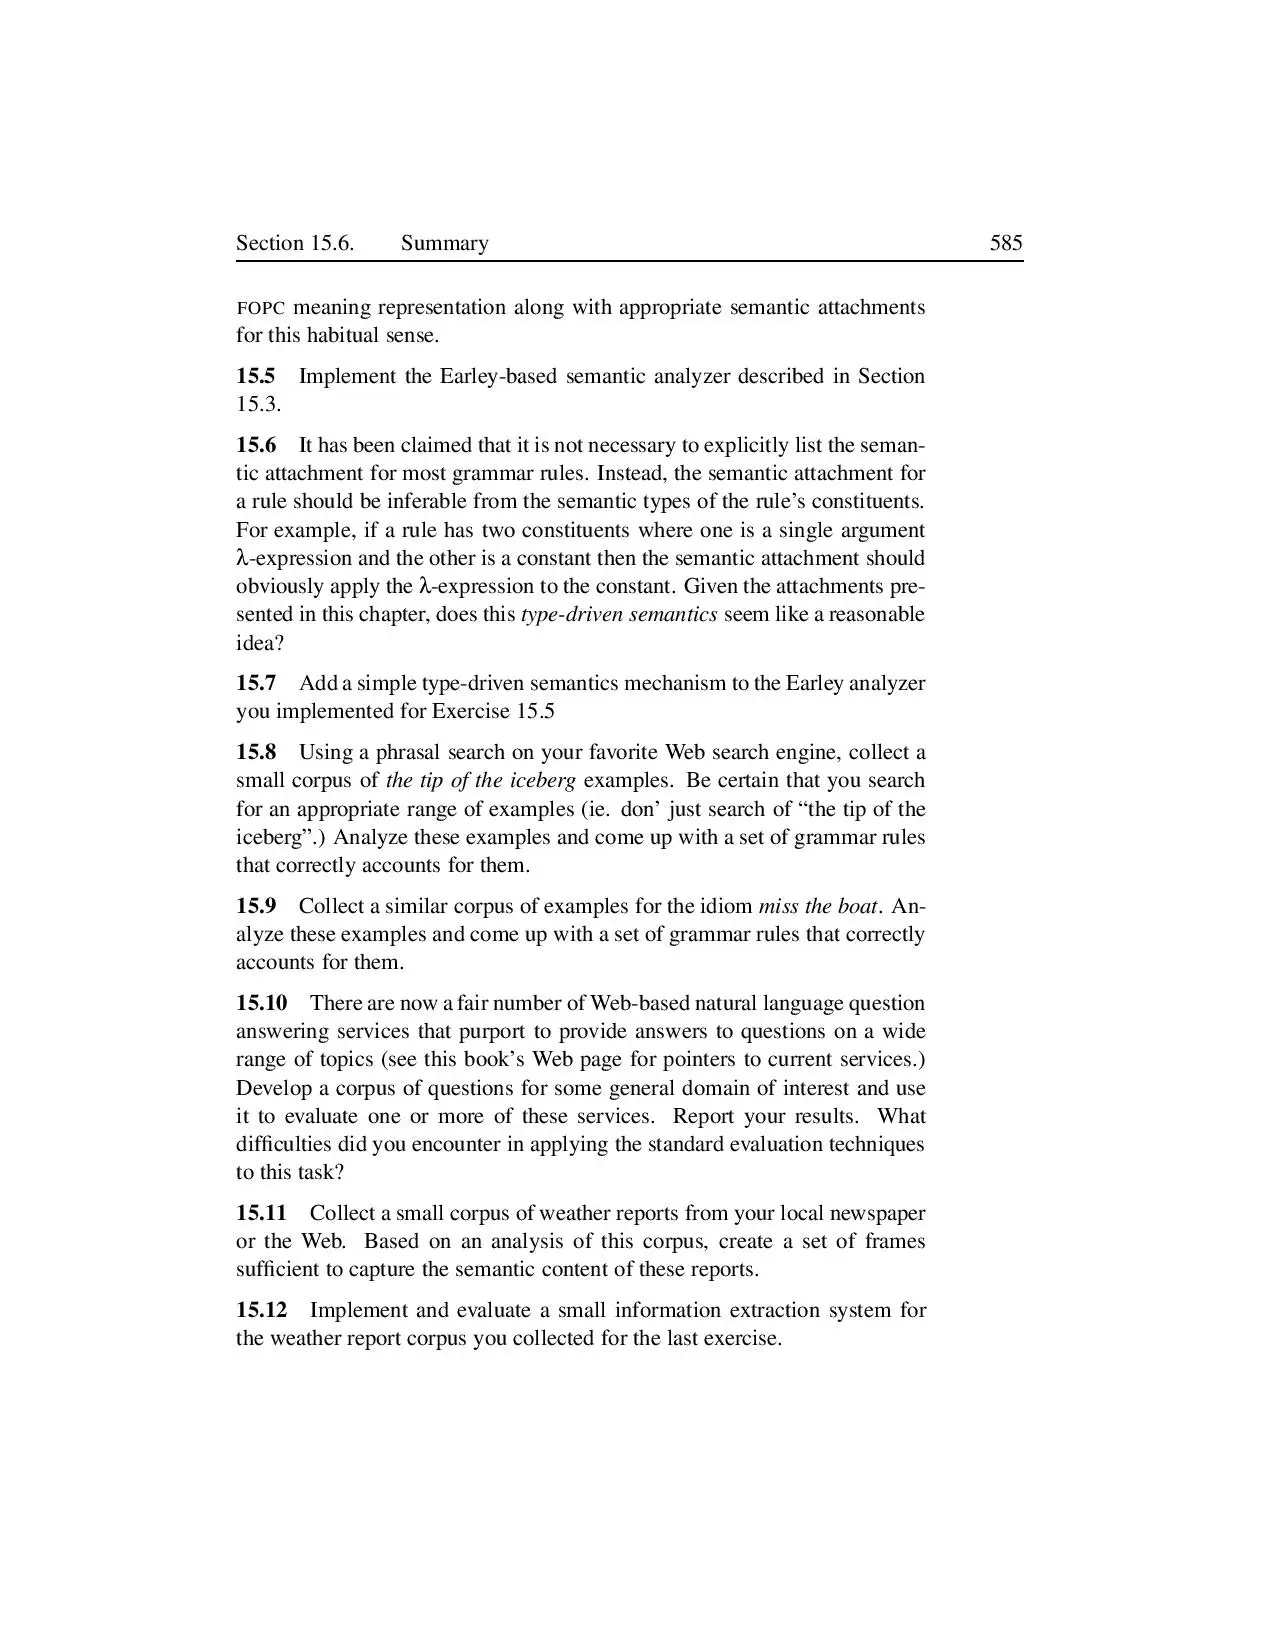 Section 15.6. Summary 585
FOPC meaning representation along with appropriate semantic attachments
for this habitual sense.
15.5 Implement the Earley-based semantic analyzer described in Section
15.3.
15.6 It has been claimed that it is not necessary to explicitly list the seman-
tic attachment for most grammar rules. Instead, the semantic attachment for
a rule should be inferable from the semantic types of the rule’s constituents.
For example, if a rule has two constituents where one is a single argument
λ-expression and the other is a constant then the semantic attachment should
obviously apply the λ-expression to the constant. Given the attachments pre-
sented in this chapter, does this type-driven semantics seem like a reasonable
idea?
15.7 Add a simple type-driven semantics mechanism to the Earley analyzer
you implemented for Exercise 15.5
15.8 Using a phrasal search on your favorite Web search engine, collect a
small corpus of the tip of the iceberg examples. Be certain that you search
for an appropriate range of examples (ie. don’ just search of “the tip of the
iceberg”.) Analyze these examples and come up with a set of grammar rules
that correctly accounts for them.
15.9 Collect a similar corpus of examples for the idiom miss the boat. An-
alyze these examples and come up with a set of grammar rules that correctly
accounts for them.
15.10 There are now a fair number of Web-based natural language question
answering services that purport to provide answers to questions on a wide
range of topics (see this book’s Web page for pointers to current services.)
Develop a corpus of questions for some general domain of interest and use
it to evaluate one or more of these services. Report your results. What
difficulties did you encounter in applying the standard evaluation techniques
to this task?
15.11 Collect a small corpus of weather reports from your local newspaper
or the Web. Based on an analysis of this corpus, create a set of frames
sufficient to capture the semantic content of these reports.
15.12 Implement and evaluate a small information extraction system for
the weather report corpus you collected for the last exercise.